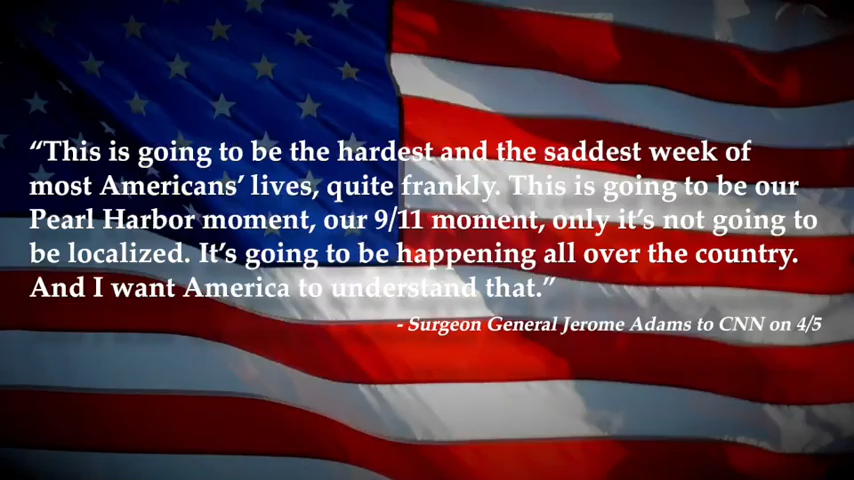 “This is going to be the hardest and the saddest week of
most Americans’ lives, quite frankly. This is going to be our
Pearl Harbor moment, our 9/11 moment, only it’s not going to
be localized. It’s going to be happening all over the country.
And I want America to understand that.”
- Surgeon General Jerome Adams to CNN on 4/5